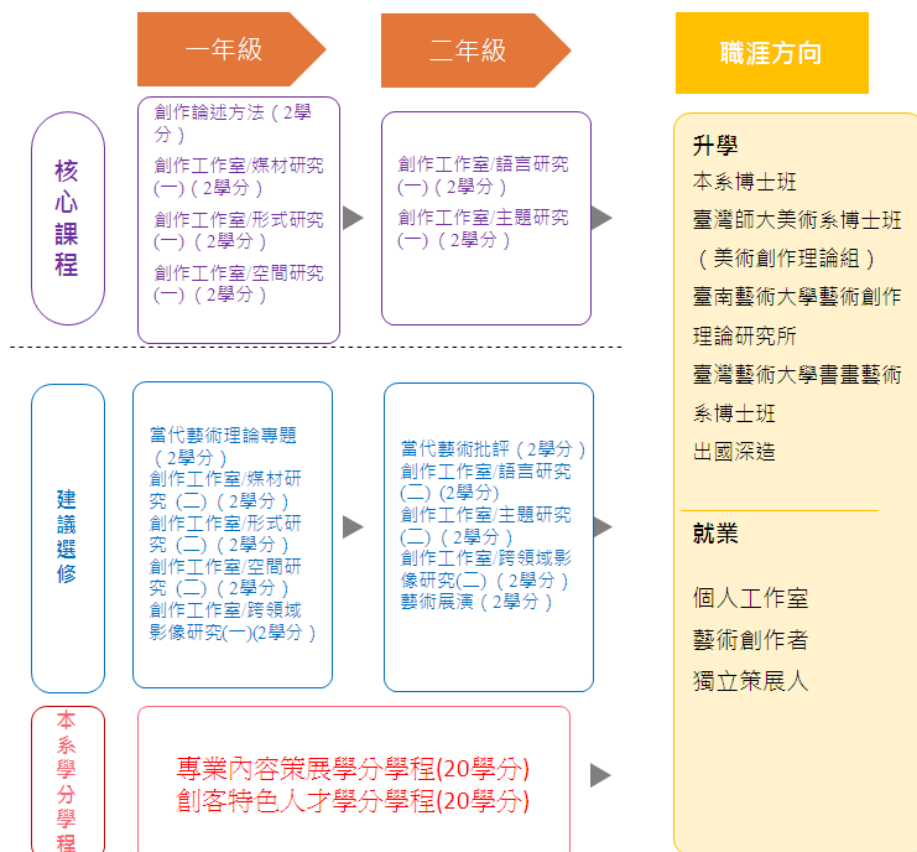 一年級
二年級
職涯方向
核
心
課
程
創作論述方法（2學
分）
創作工作室/媒材研究
(一)（2學分）
創作工作室/形式研究
(一)（2學分）
創作工作室/空間研究
(一)（2學分）
創作工作室/語言研究
(一)（2學分）
創作工作室/主題研究
(一)（2學分）
建
議
選
修
當代藝術理論專題
（2學分）
創作工作室/媒材研
究 (二)（2學分）
創作工作室/形式研
究 (二)（2學分）
創作工作室/空間研
究 (二)（2學分）
創作工作室/跨領域
影像研究(一)(2學分）
當代藝術批評（2學分）
創作工作室/語言研究
(二) (2學分)
創作工作室/主題研究
(二)（2學分）
創作工作室/跨領域影
像研究(二)（2學分）
藝術展演（2學分）
本
系
學
分
學
程
專業內容策展學分學程(20學分)
創客特色人才學分學程(20學分)
升學
本系博士班
臺灣師大美術系博士班
（美術創作理論組）
臺南藝術大學藝術創作
理論研究所
臺灣藝術大學書畫藝術
系博士班
出國深造
就業
個人工作室
藝術創作者
獨立策展人